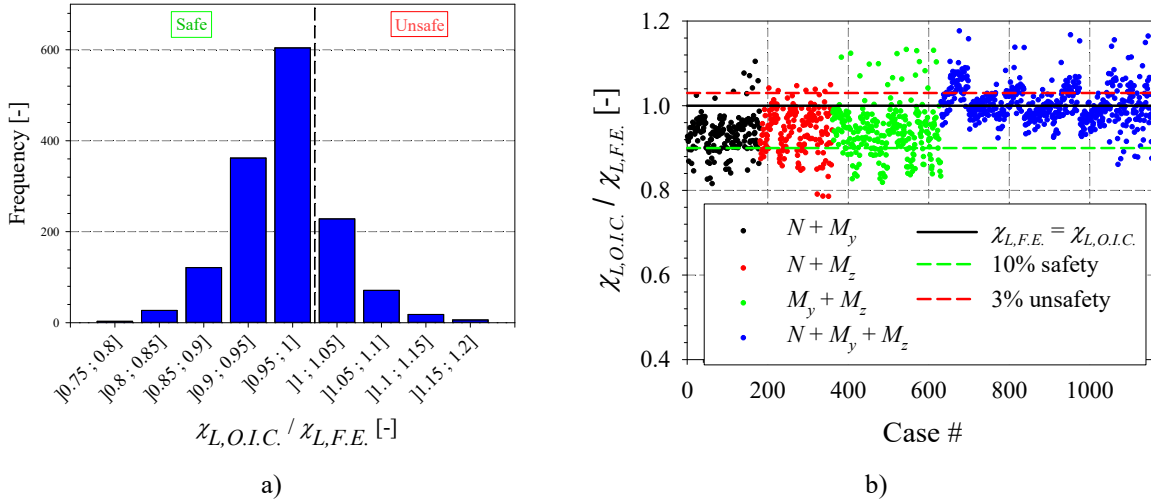 Safe
Unsafe
600
400
200
0
Frequency [-]
]0.75 ; 0.8]
]0.8 ; 0.85]
]0.85 ; 0.9]
]0.9 ; 0.95]
]0.95 ; 1]
]1 ; 1.05]
]1.05 ; 1.1]
]1.1 ; 1.15]
]1.15 ; 1.2]
χL,O.I.C. / χL,F.E. [-]
a)
1.2
1.0
0.8
0.6
0.4
χL,O.I.C. / χL,F.E. [-]
N + My
N + Mz
My + Mz
N + My + Mz
χL,F.E. = χL,O.I.C.
10% safety
3% unsafety
0
200
400
600
800
1000
Case #
b)